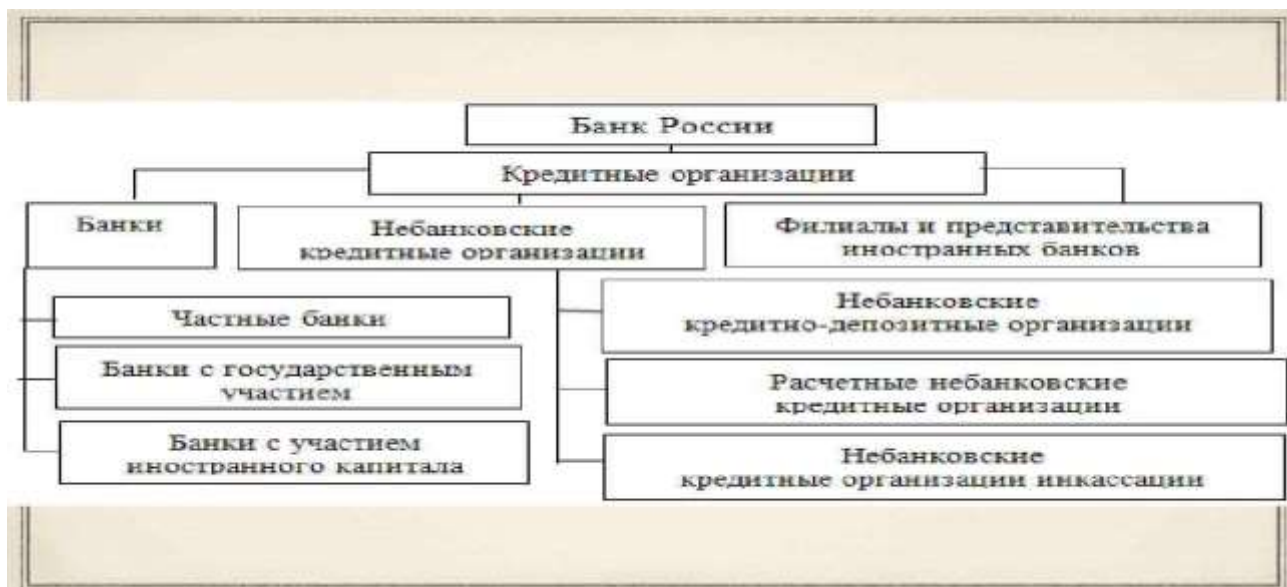 Банк России
Кредитные организации
Банки
Небанковские
кредитные организации
Филиалы и представительства
иностранных банков
Частные банки
Банки с государственным
участием
Банки с участием
иностранного капитала
Небанковские
кредитно-депозитные организации
Расчетные небанковские
кредитные организации
Небанковские
кредитные организации инкассации